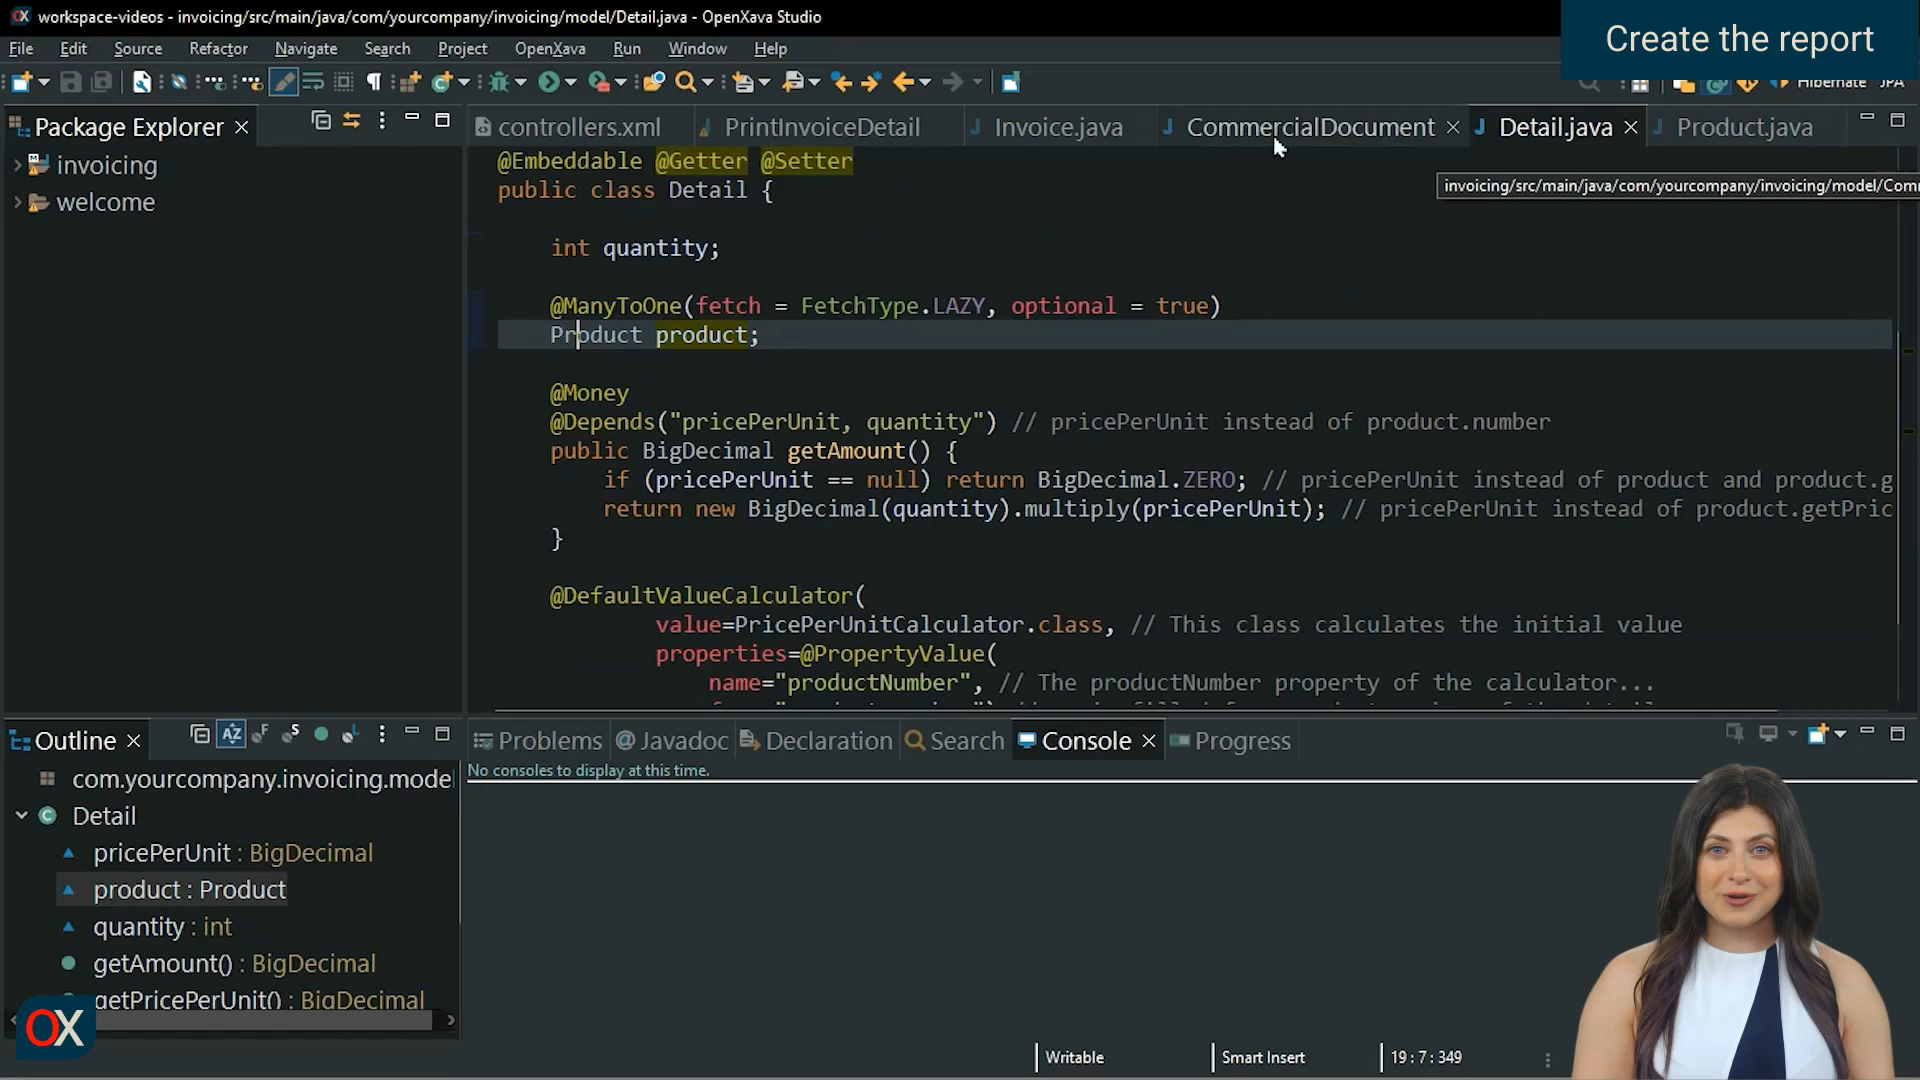 workspace-videos - invoicing/src/main/java/com/yourcompany/invoicing/model/Detail.java - OpenXava Studio
Create the report
File Edit Source Refactor Navigate Search Project OpenXava Run Window Help
Hibernate JPA
Package Explorer
controllers.xml PrintInvoiceDetail Invoice.java CommercialDocument Detail.java Product.java
invoicing
welcome
invoicing/src/main/java/com/yourcompany/invoicing/model/Com
@Embeddable @Getter @Setter
public class Detail {
int quantity;
@ManyToOne(fetch = FetchType.LAZY, optional = true)
Product product;
@Money
@Depends("pricePerUnit, quantity") // pricePerUnit instead of product.number
public BigDecimal getAmount() {
if (pricePerUnit == null) return BigDecimal.ZERO; // pricePerUnit instead of product and product.g
return new BigDecimal(quantity).multiply(pricePerUnit); // pricePerUnit instead of product.getPric
}
@DefaultValueCalculator(
value=PricePerUnitCalculator.class, // This class calculates the initial value
properties=@PropertyValue(
name="productNumber", // The productNumber property of the calculator...
Outline
com.yourcompany.invoicing.model
Detail
pricePerUnit : BigDecimal
product : Product
quantity : int
getAmount() : BigDecimal
getPricePerUnit() : BigDecimal
Problems @ Javadoc Declaration Search Console Progress
No consoles to display at this time.
OX
Writable Smart Insert 19 : 7 : 349